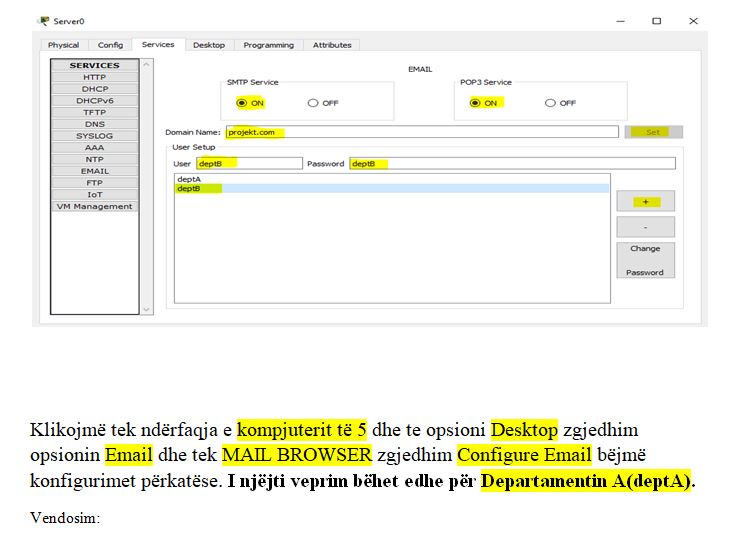 Server0
Physical Config Services Desktop Programming Attributes
SERVICES
HTTP
DHCP
DHCPv6
TFTP
DNS
SYSLOG
AAA
NTP
EMAIL
FTP
IoT
VM Management
EMAIL
SMTP Service
ON OFF
POP3 Service
ON OFF
Domain Name: projekt.com Set
User Setup
User deptB Password deptB
deptA
deptB
+
-
Change
Password
Klikojmë tek ndërfaqja e kompjuterit të 5 dhe te opsioni Desktop zgjedhim
opsionin Email dhe tek MAIL BROWSER zgjedhim Configure Email bëjmë
konfigurimet përkatëse. I njëjti veprim bëhet edhe për Departamentin A(deptA).
Vendosim: